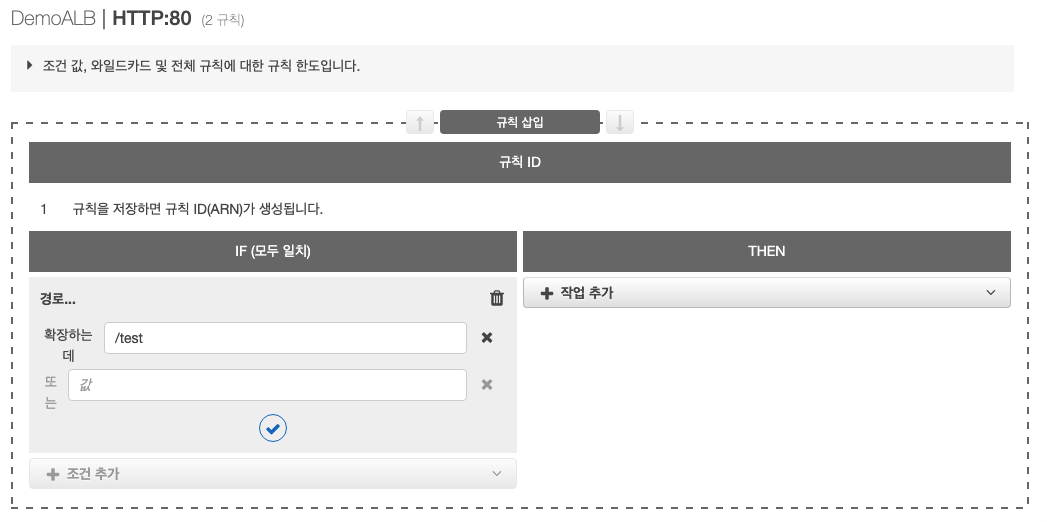 DemoALB | HTTP:80 (2 규칙)
조건 값, 와일드카드 및 전체 규칙에 대한 규칙 한도입니다.
규칙 삽입
규칙 ID
1 규칙을 저장하면 규칙 ID(ARN)가 생성됩니다.
IF (모두 일치)
THEN
경로...
작업 추가
확장하는
데
/test
또
는
값
조건 추가